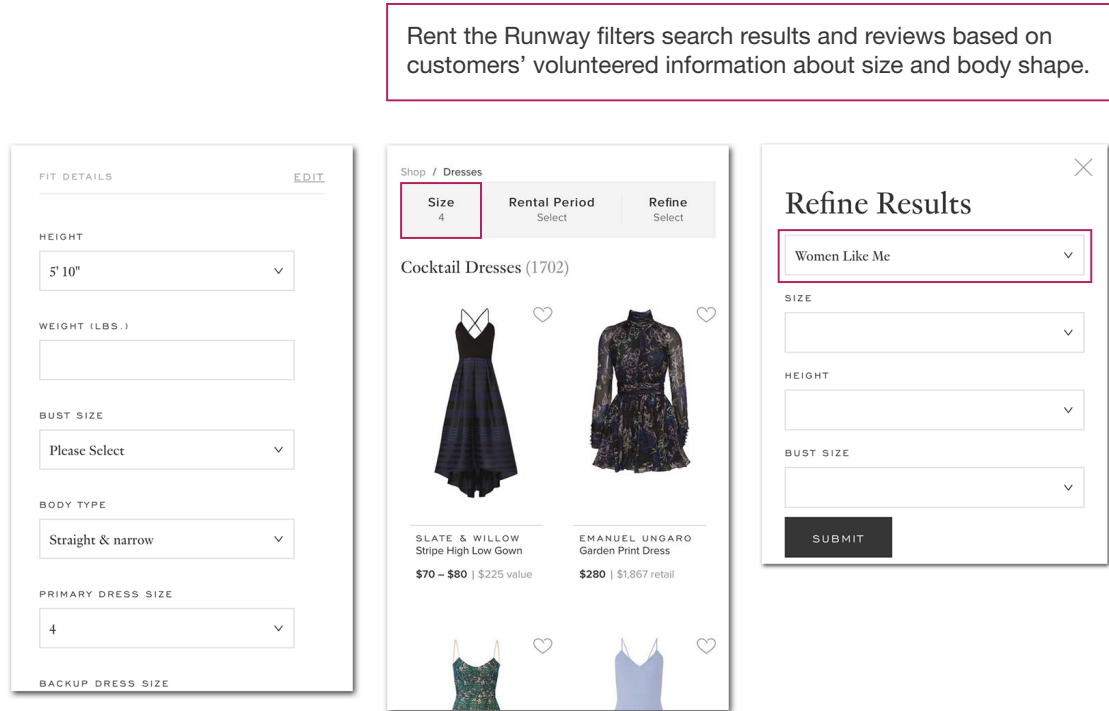 Rent the Runway filters search results and reviews based on
customers’ volunteered information about size and body shape.
FIT DETAILS EDIT
HEIGHT
5' 10"
WEIGHT (LBS.)
BUST SIZE
Please Select
BODY TYPE
Straight & narrow
PRIMARY DRESS SIZE
4
BACKUP DRESS SIZE
Shop / Dresses
Size Rental Period Refine
4 Select Select
Cocktail Dresses (1702)
SLATE & WILLOW
Stripe High Low Gown
$70 – $80 | $225 value
EMANUEL UNGARO
Garden Print Dress
$280 | $1,867 retail
Refine Results
Women Like Me
SIZE
HEIGHT
BUST SIZE
SUBMIT